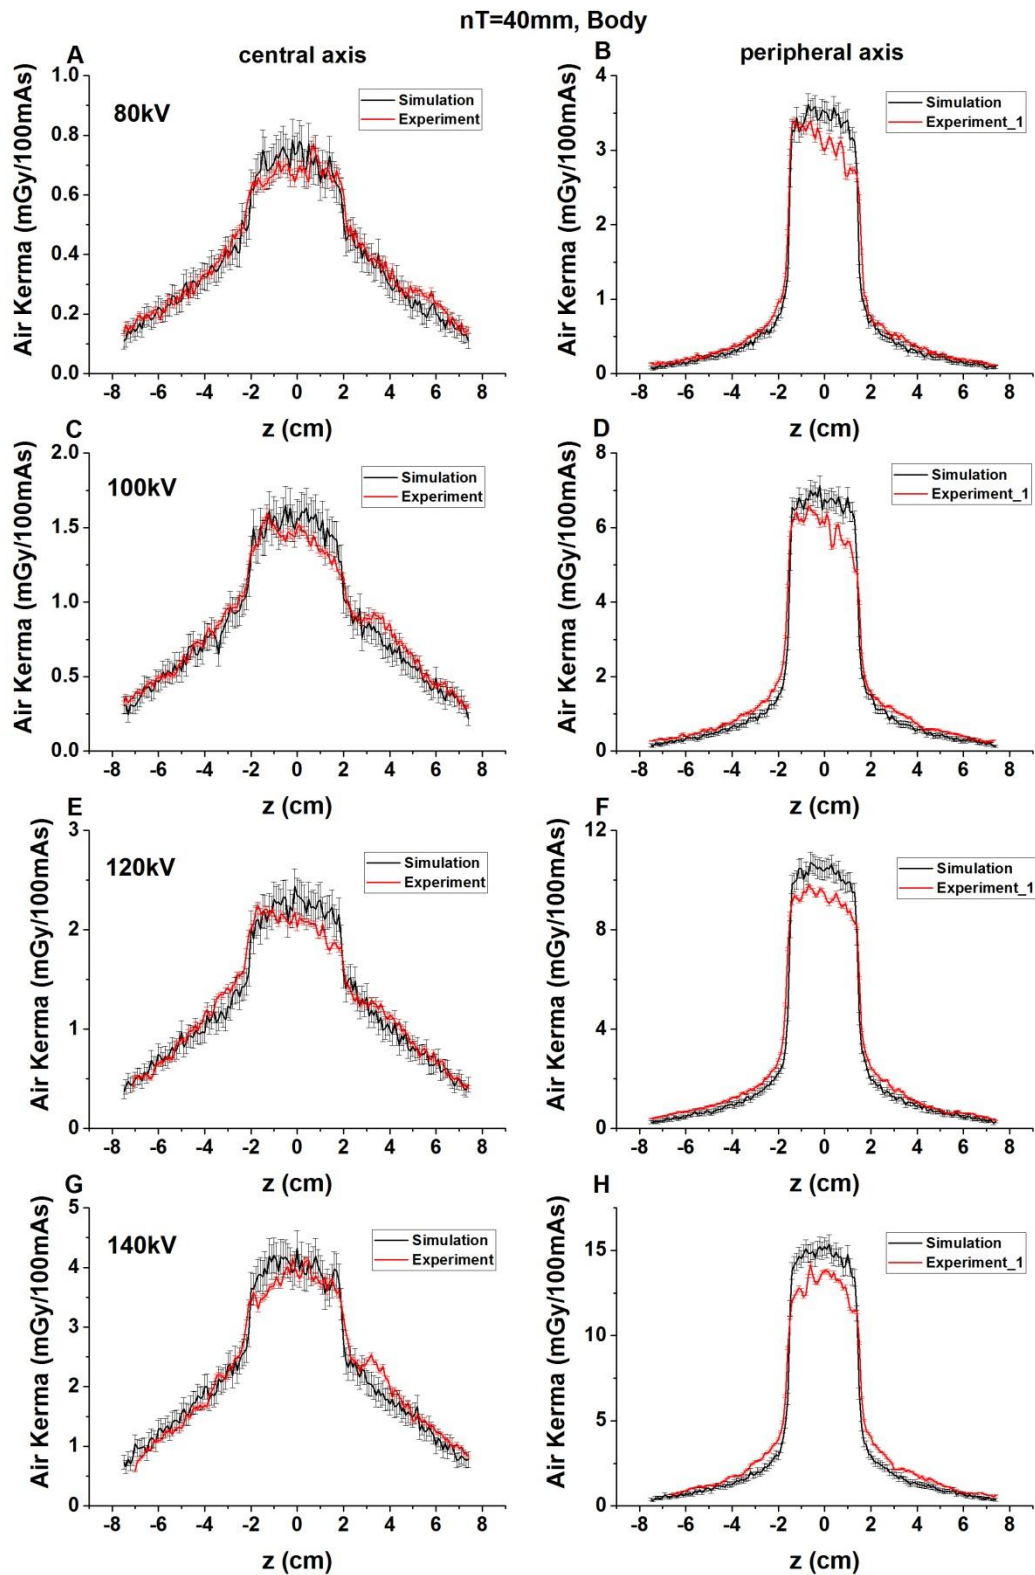 nT=40mm, Body
A central axis
B peripheral axis
80kV
Simulation
Experiment
Air Kerma (mGy/100mAs)
1.0
0.8
0.6
0.4
0.2
0.0
-8 -6 -4 -2 0 2 4 6 8
z (cm)
Simulation
Experiment_1
Air Kerma (mGy/100mAs)
4
3
2
1
0
-8 -6 -4 -2 0 2 4 6 8
z (cm)
C
100kV
Simulation
Experiment
Air Kerma (mGy/100mAs)
2.0
1.5
1.0
0.5
0.0
-8 -6 -4 -2 0 2 4 6 8
z (cm)
D
Simulation
Experiment_1
Air Kerma (mGy/100mAs)
8
6
4
2
0
-8 -6 -4 -2 0 2 4 6 8
z (cm)
E
120kV
Simulation
Experiment
Air Kerma (mGy/100mAs)
3
2
1
0
-8 -6 -4 -2 0 2 4 6 8
z (cm)
F
Simulation
Experiment_1
Air Kerma (mGy/100mAs)
12
8
4
0
-8 -6 -4 -2 0 2 4 6 8
z (cm)
G
140kV
Simulation
Experiment
Air Kerma (mGy/100mAs)
5
4
3
2
1
0
-8 -6 -4 -2 0 2 4 6 8
z (cm)
H
Simulation
Experiment_1
Air Kerma (mGy/100mAs)
15
10
5
0
-8 -6 -4 -2 0 2 4 6 8
z (cm)